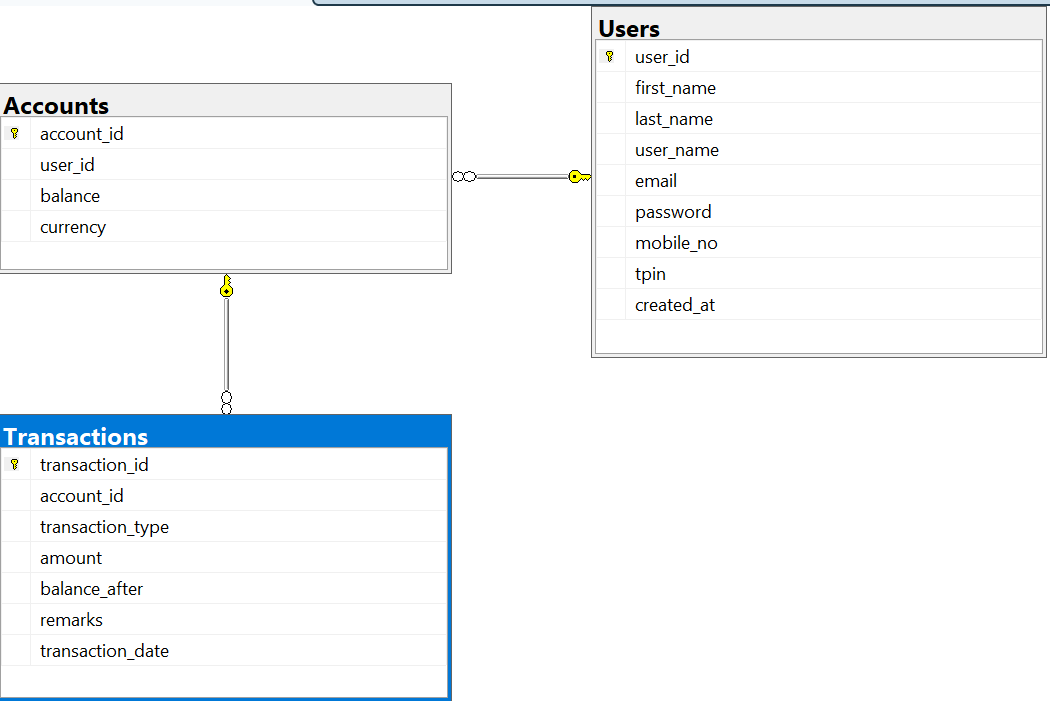 Users
user_id
first_name
last_name
user_name
email
password
mobile_no
tpin
created_at
Accounts
account_id
user_id
balance
currency
Transactions
transaction_id
account_id
transaction_type
amount
balance_after
remarks
transaction_date